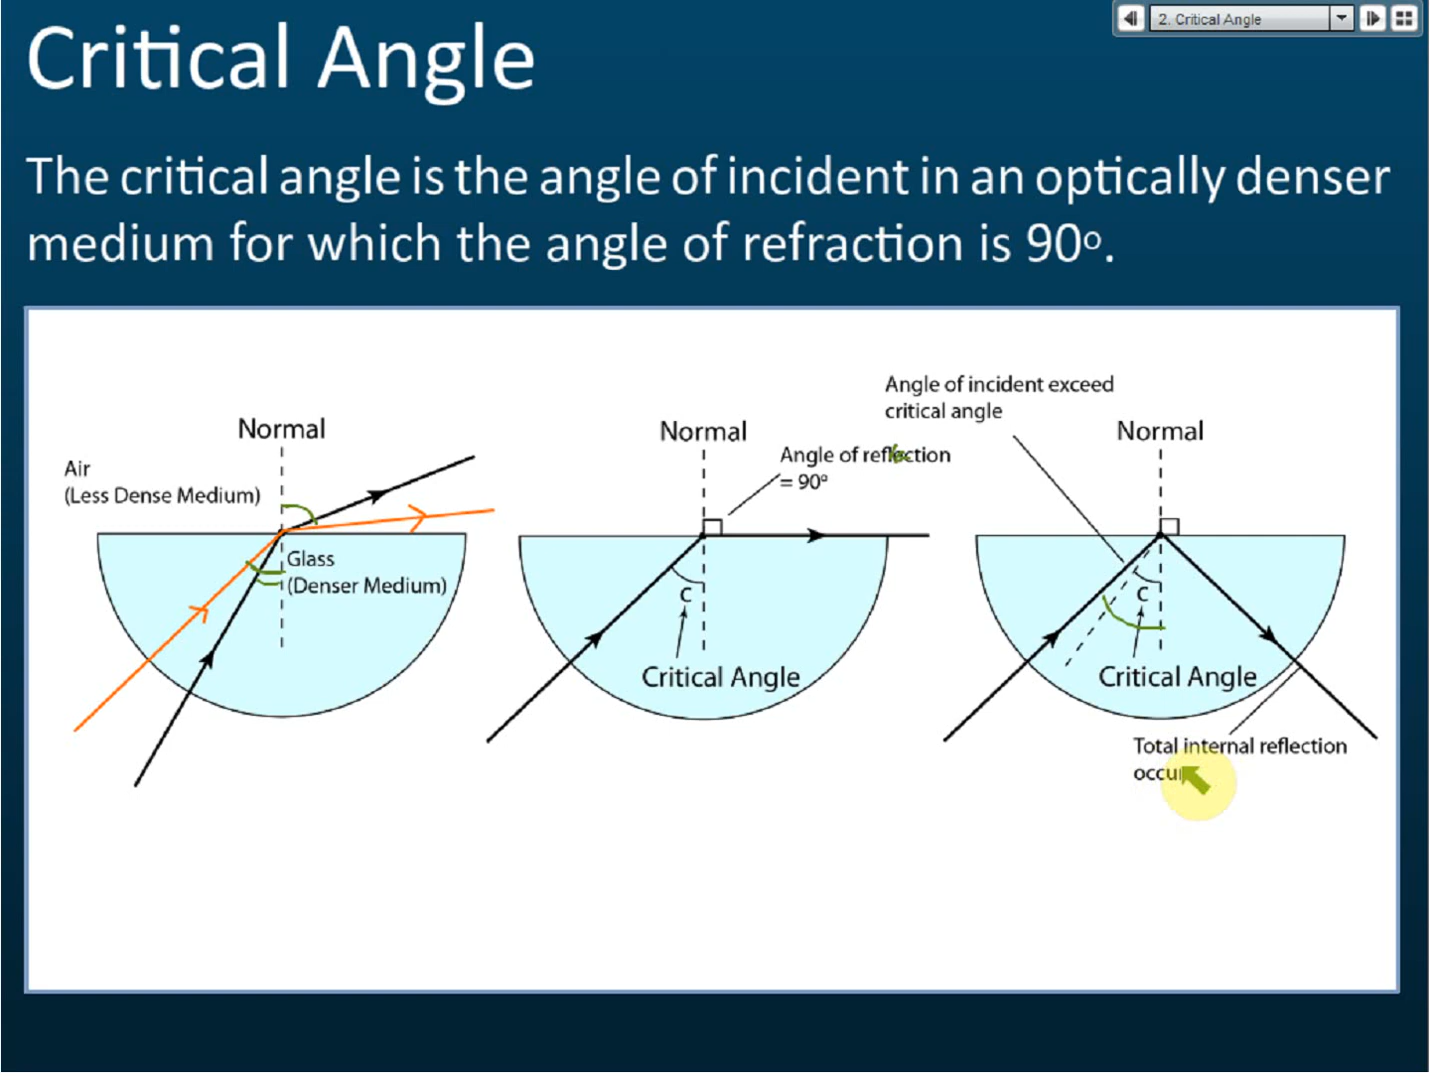 2. Critical Angle
Critical Angle
The critical angle is the angle of incident in an optically denser
medium for which the angle of refraction is 90º.
Normal
Air
(Less Dense Medium)
Glass
(Denser Medium)
Normal
Angle of reflection
= 90º
C
Critical Angle
Angle of incident exceed
critical angle
Normal
C
Critical Angle
Total internal reflection